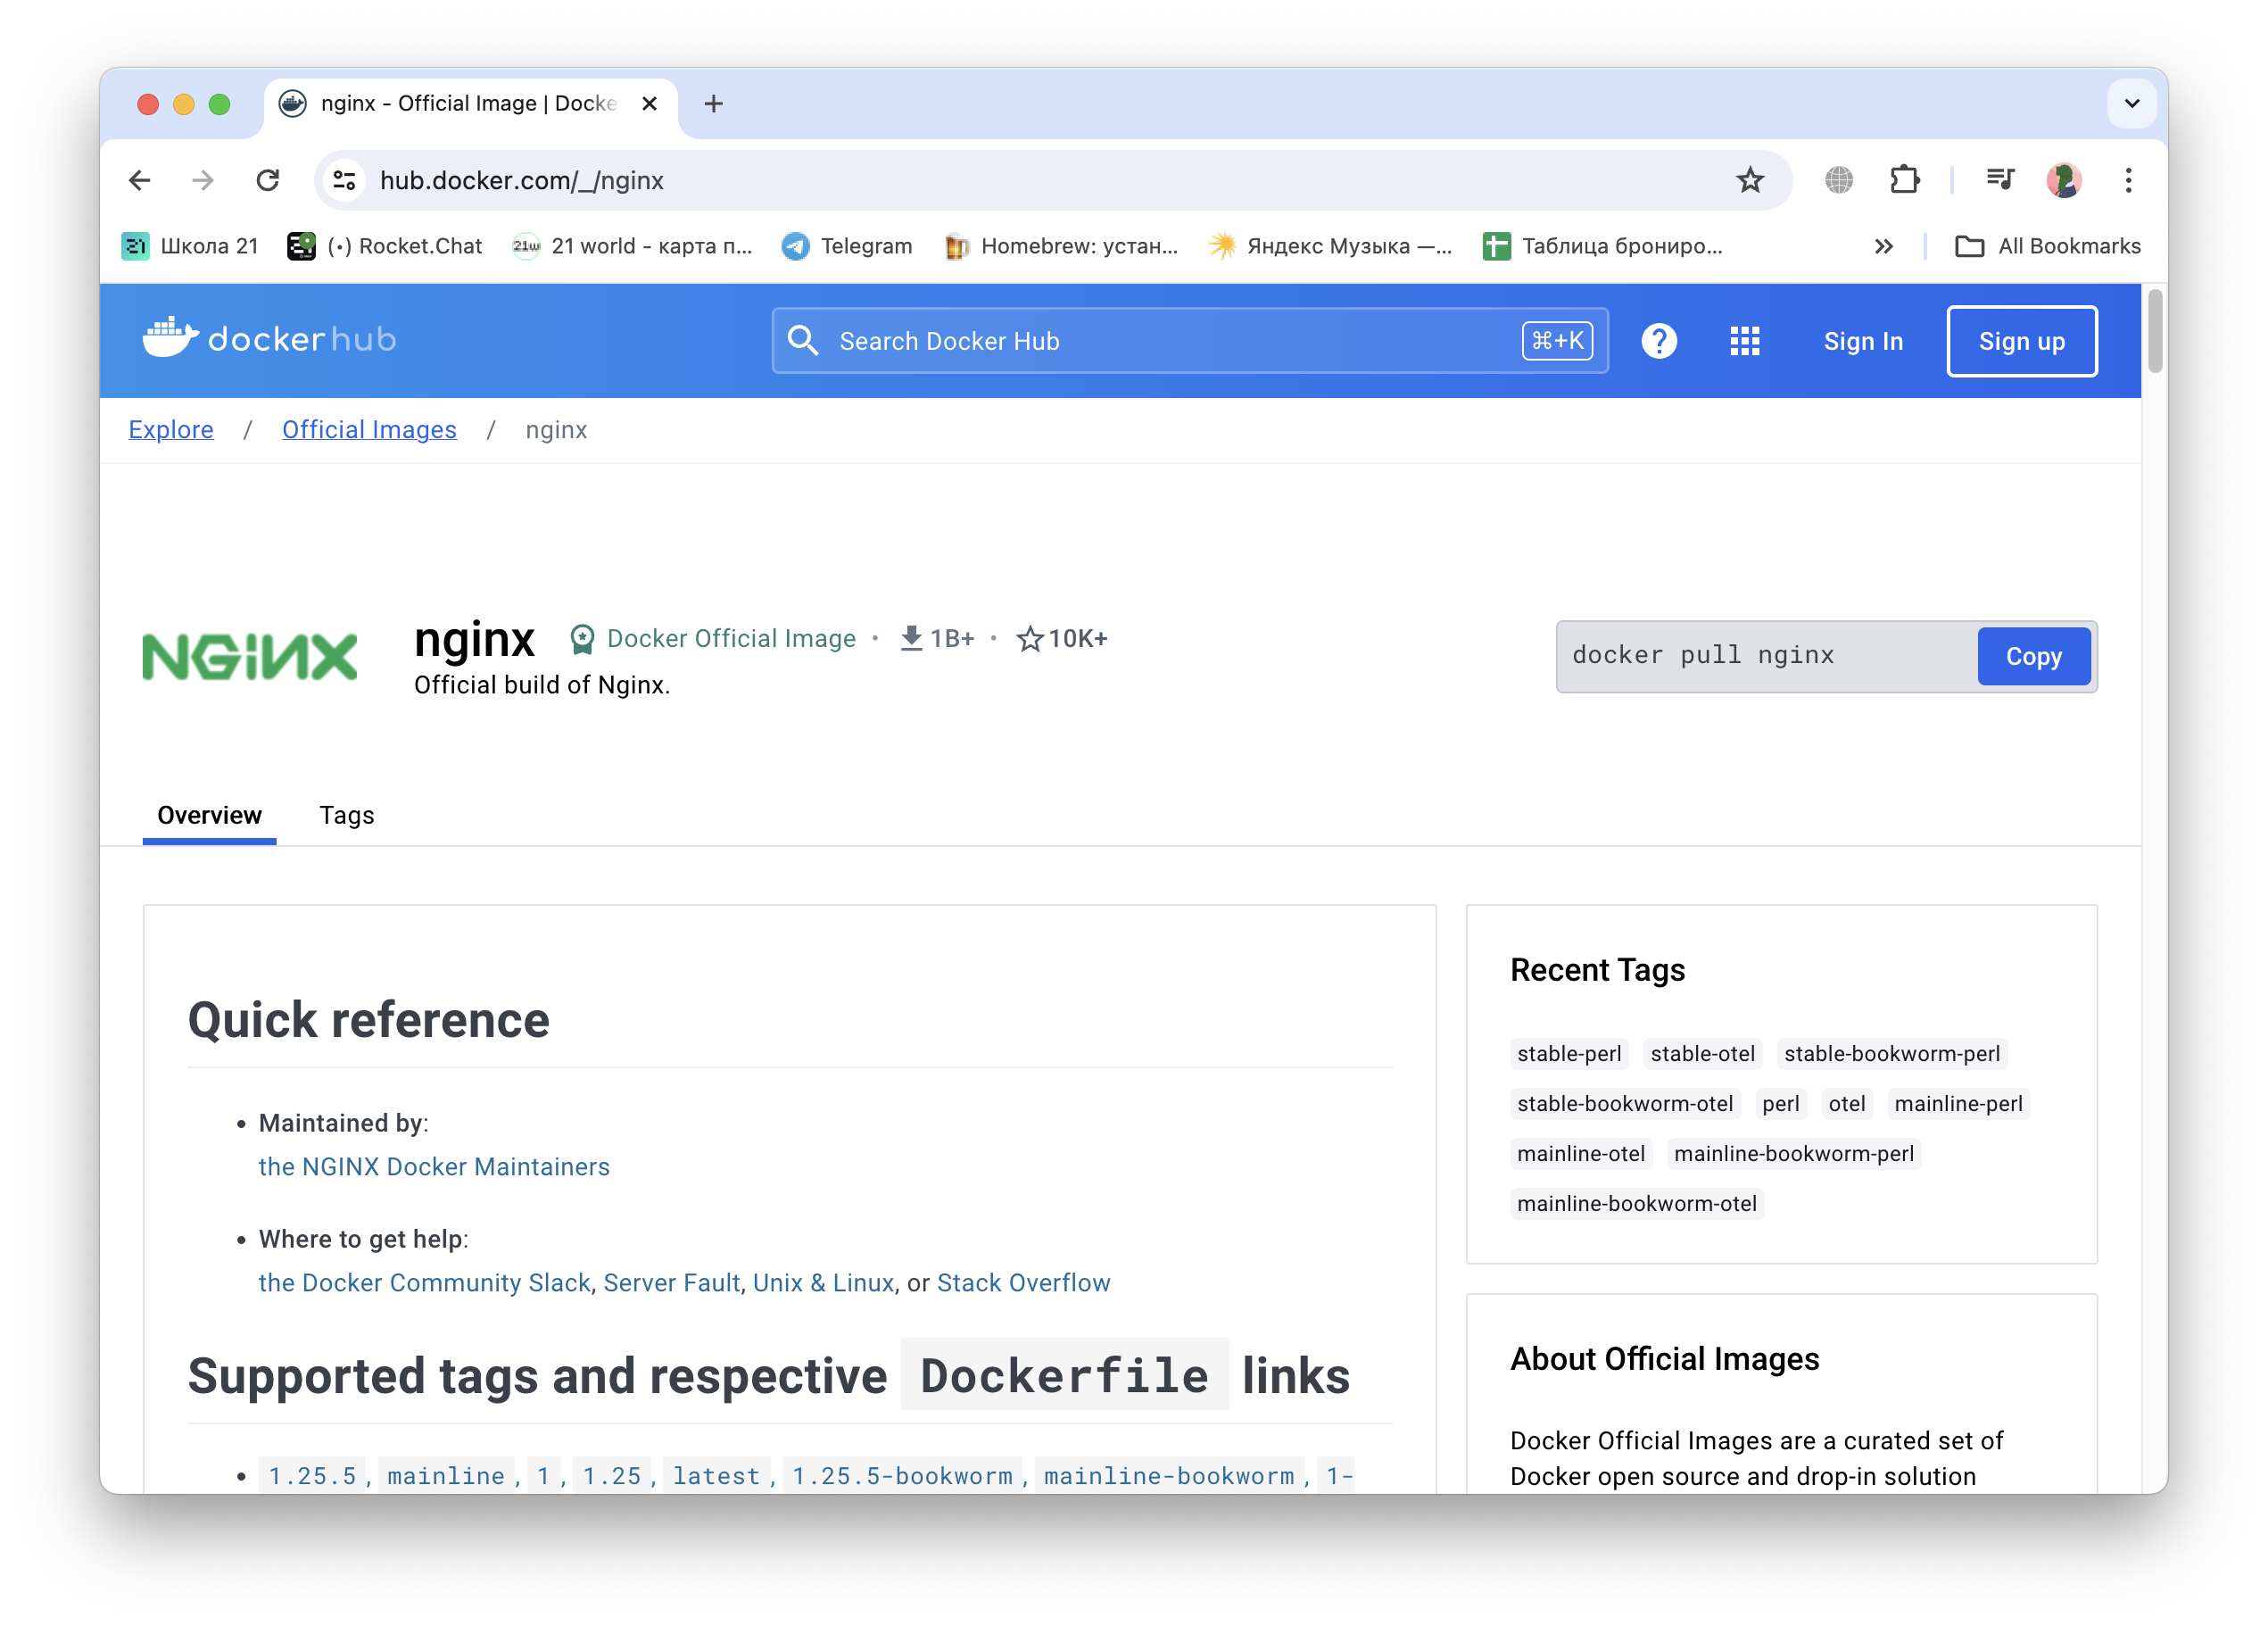 nginx - Official Image | Docke
hub.docker.com/_/nginx
Школа 21
(·) Rocket.Chat
21 world - карта п...
Telegram
Homebrew: устан...
Яндекс Музыка —...
Таблица брониро...
All Bookmarks
dockerhub
Search Docker Hub
⌘+K
Sign In
Sign up
Explore / Official Images / nginx
NGINX
nginx
Docker Official Image • 1B+ • 10K+
Official build of Nginx.
docker pull nginx
Copy
Overview
Tags
Quick reference
• Maintained by:
the NGINX Docker Maintainers
• Where to get help:
the Docker Community Slack, Server Fault, Unix & Linux, or Stack Overflow
Supported tags and respective Dockerfile links
• 1.25.5, mainline, 1, 1.25, latest, 1.25.5-bookworm, mainline-bookworm, 1-
Recent Tags
stable-perl stable-otel stable-bookworm-perl
stable-bookworm-otel perl otel mainline-perl
mainline-otel mainline-bookworm-perl
mainline-bookworm-otel
About Official Images
Docker Official Images are a curated set of
Docker open source and drop-in solution